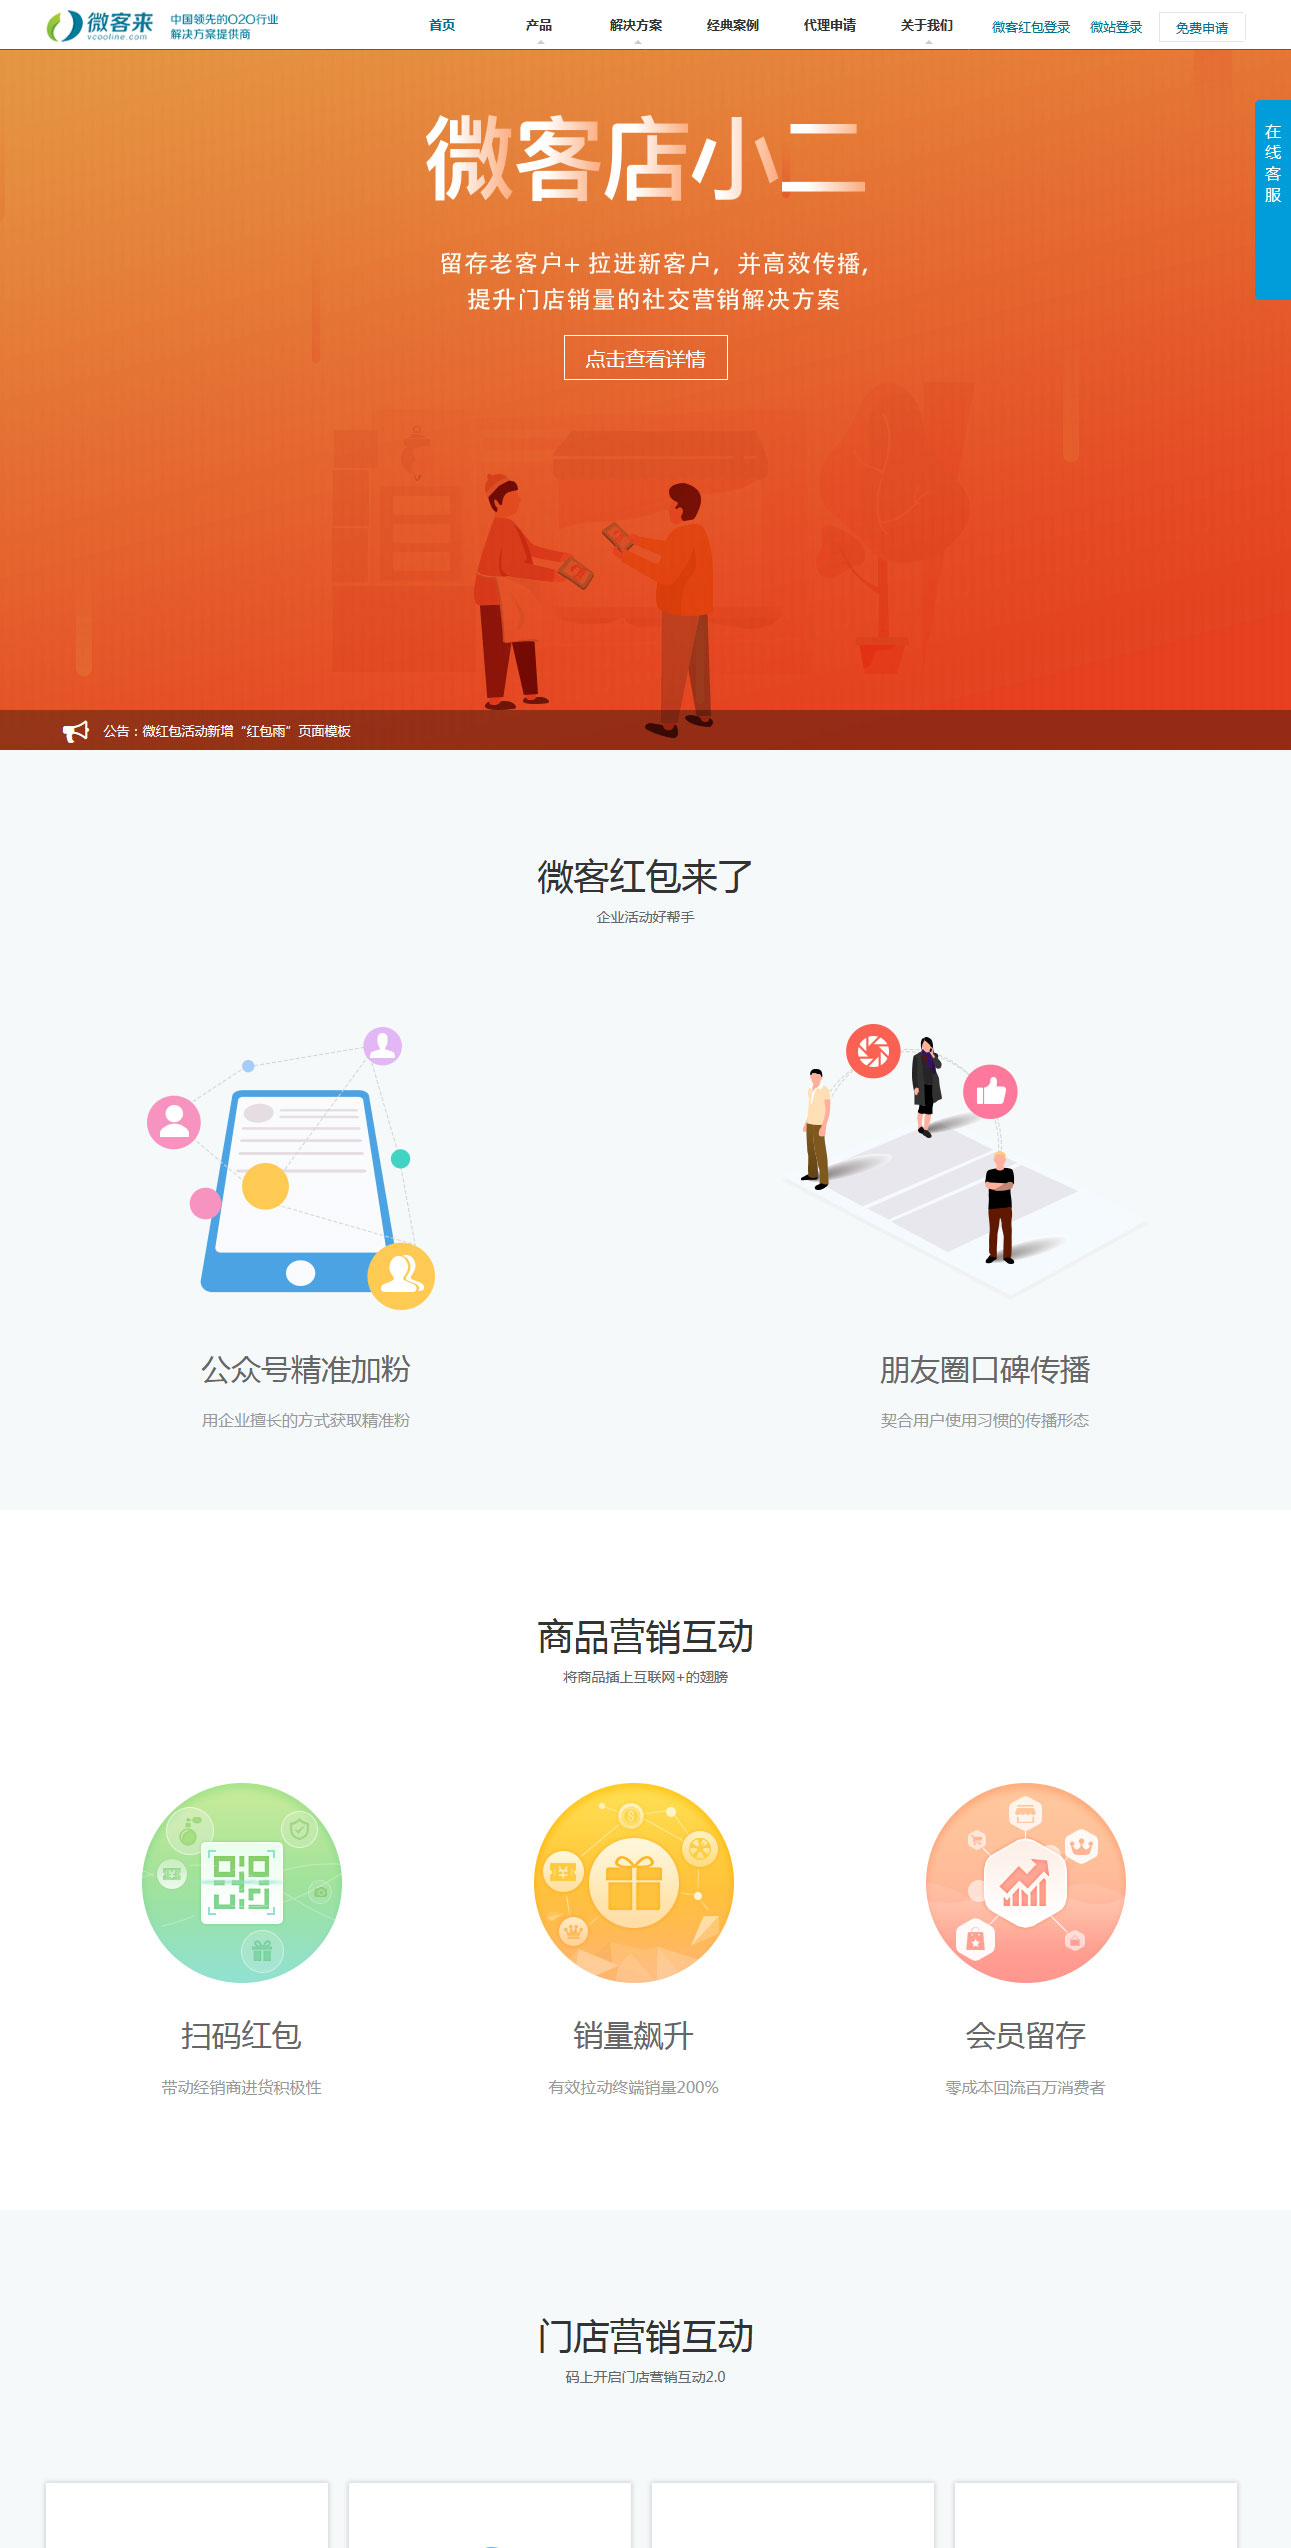 微客来
vcooline.com
中国领先的O2O行业
解决方案提供商
首页
产品
解决方案
经典案例
代理申请
关于我们
微客红包登录
微站登录
免费申请
在线客服
微客店小二
留存老客户+ 拉进新客户，并高效传播，
提升门店销量的社交营销解决方案
点击查看详情
公告：微红包活动新增“红包雨”页面模板
微客红包来了
企业活动好帮手
公众号精准加粉
用企业擅长的方式获取精准粉
朋友圈口碑传播
契合用户使用习惯的传播形态
商品营销互动
将商品插上互联网+的翅膀
扫码红包
带动经销商进货积极性
销量飙升
有效拉动终端销量200%
会员留存
零成本回流百万消费者
门店营销互动
码上开启门店营销互动2.0